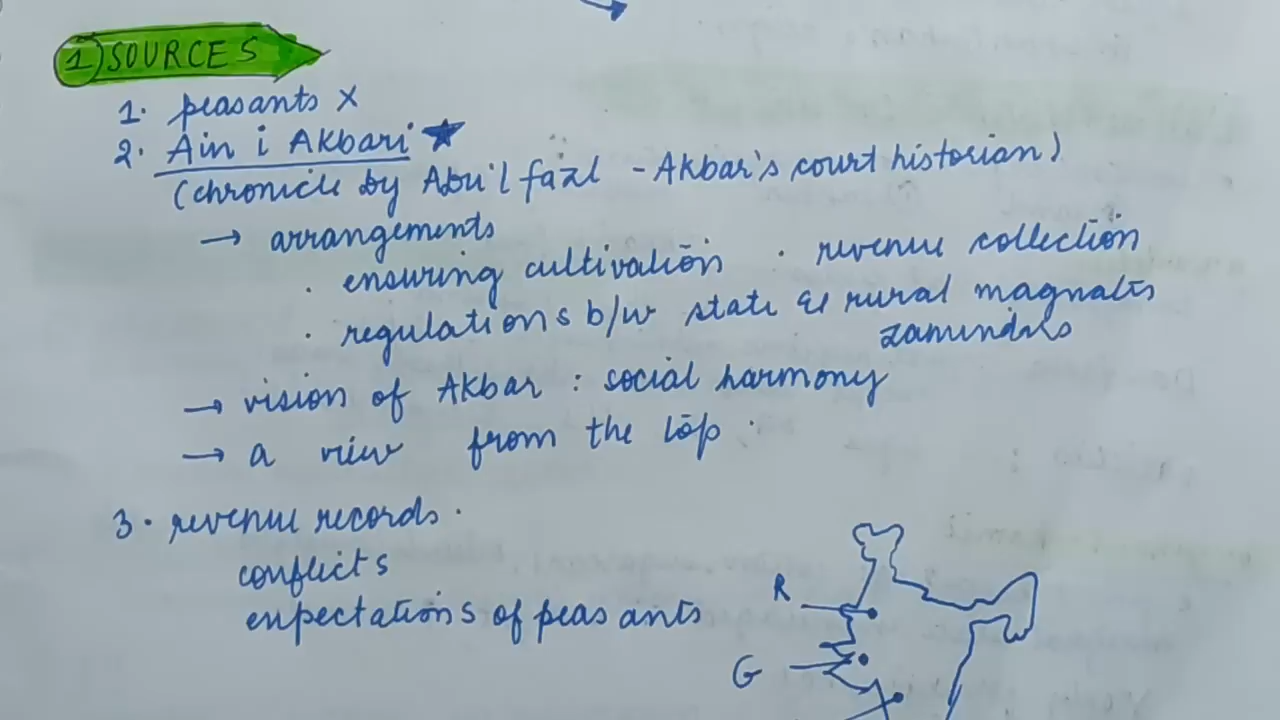 1) SOURCES
1. peasants X
2. Ain i Akbari ★
(chronicle by Abu'l fazl - Akbar's court historian)
→ arrangements
. ensuring cultivation . revenue collection
. regulations b/w state & rural magnates
zamindars
→ vision of Akbar : social harmony
→ a view from the top .
3. revenue records.
conflicts
expectations of peasants
R
G